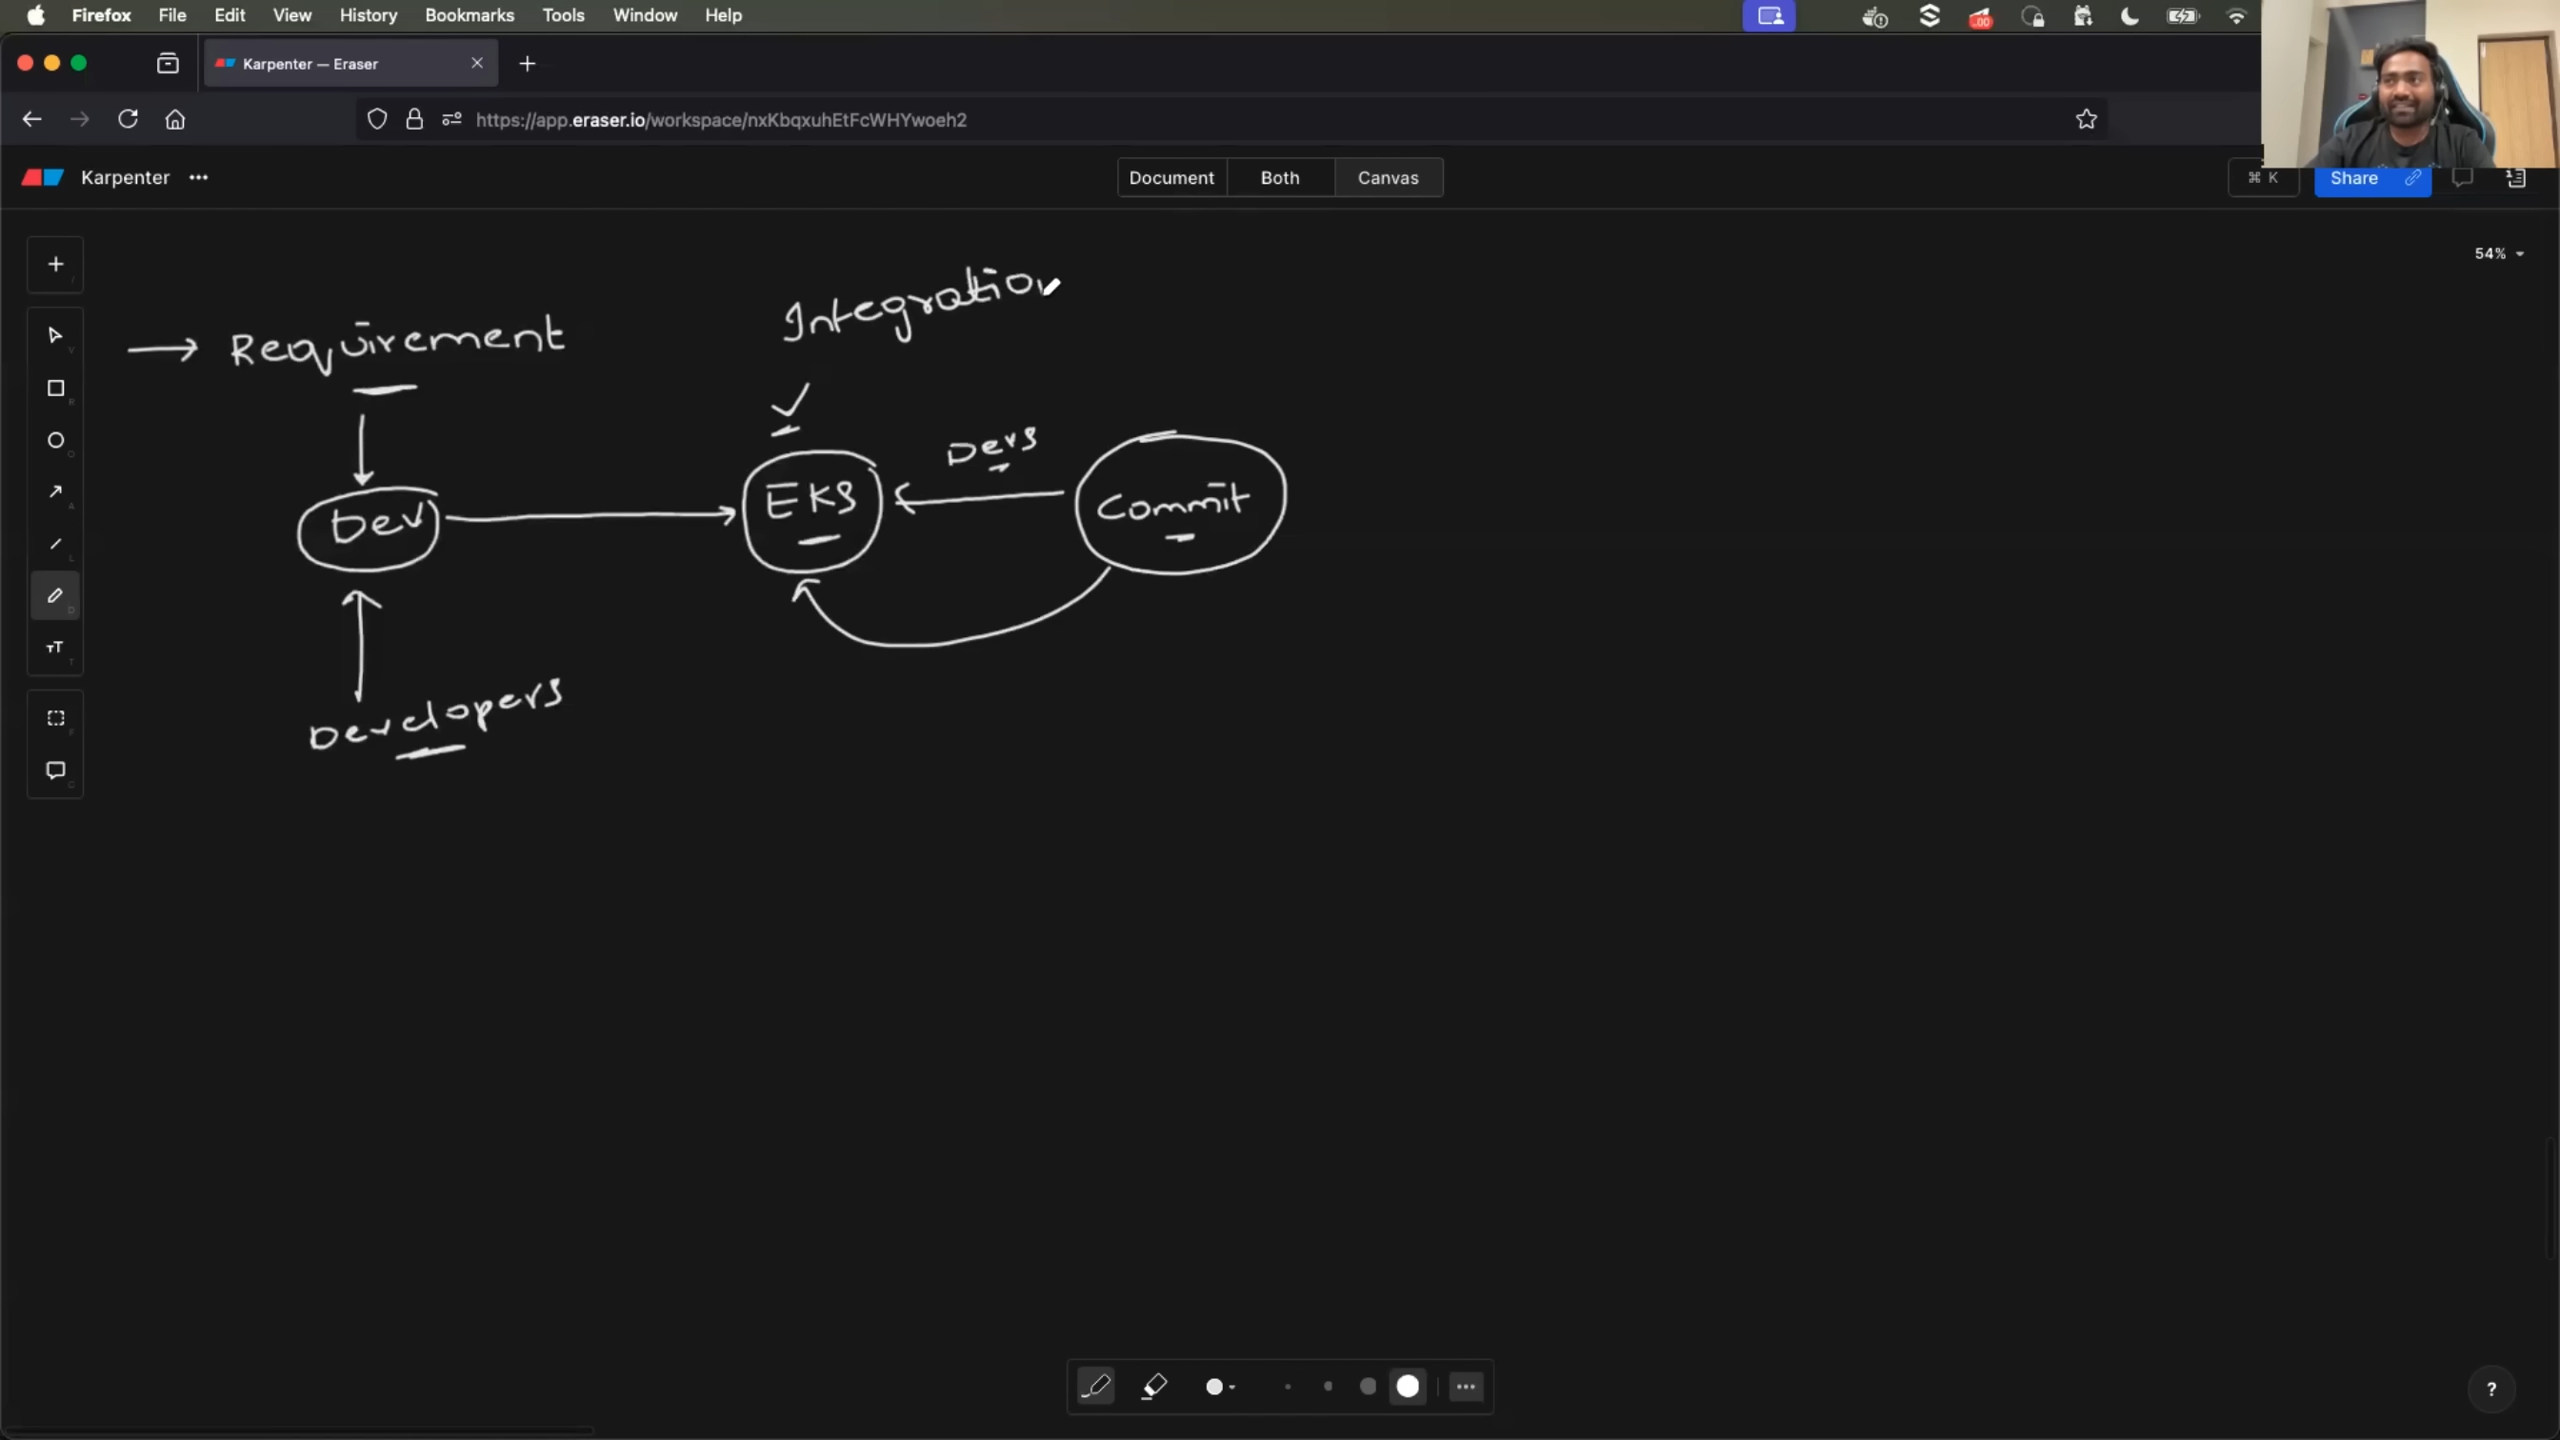 Firefox File Edit View History Bookmarks Tools Window Help
Karpenter — Eraser
https://app.eraser.io/workspace/nxKbqxuhEtFcWHYwoeh2
Karpenter
Document Both Canvas
⌘ K
Share
54%
Integration
→ Requirement
Devs
EKS
Commit
Dev
Developers
TT
?